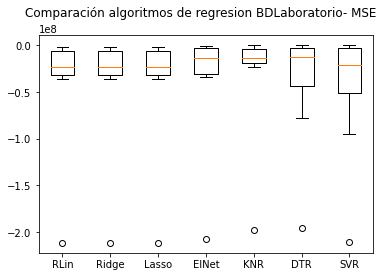 Comparación algoritmos de regresion BDLaboratorio- MSE
1e8
0.0
−0.5
−1.0
−1.5
−2.0
RLin Ridge Lasso ElNet KNR DTR SVR